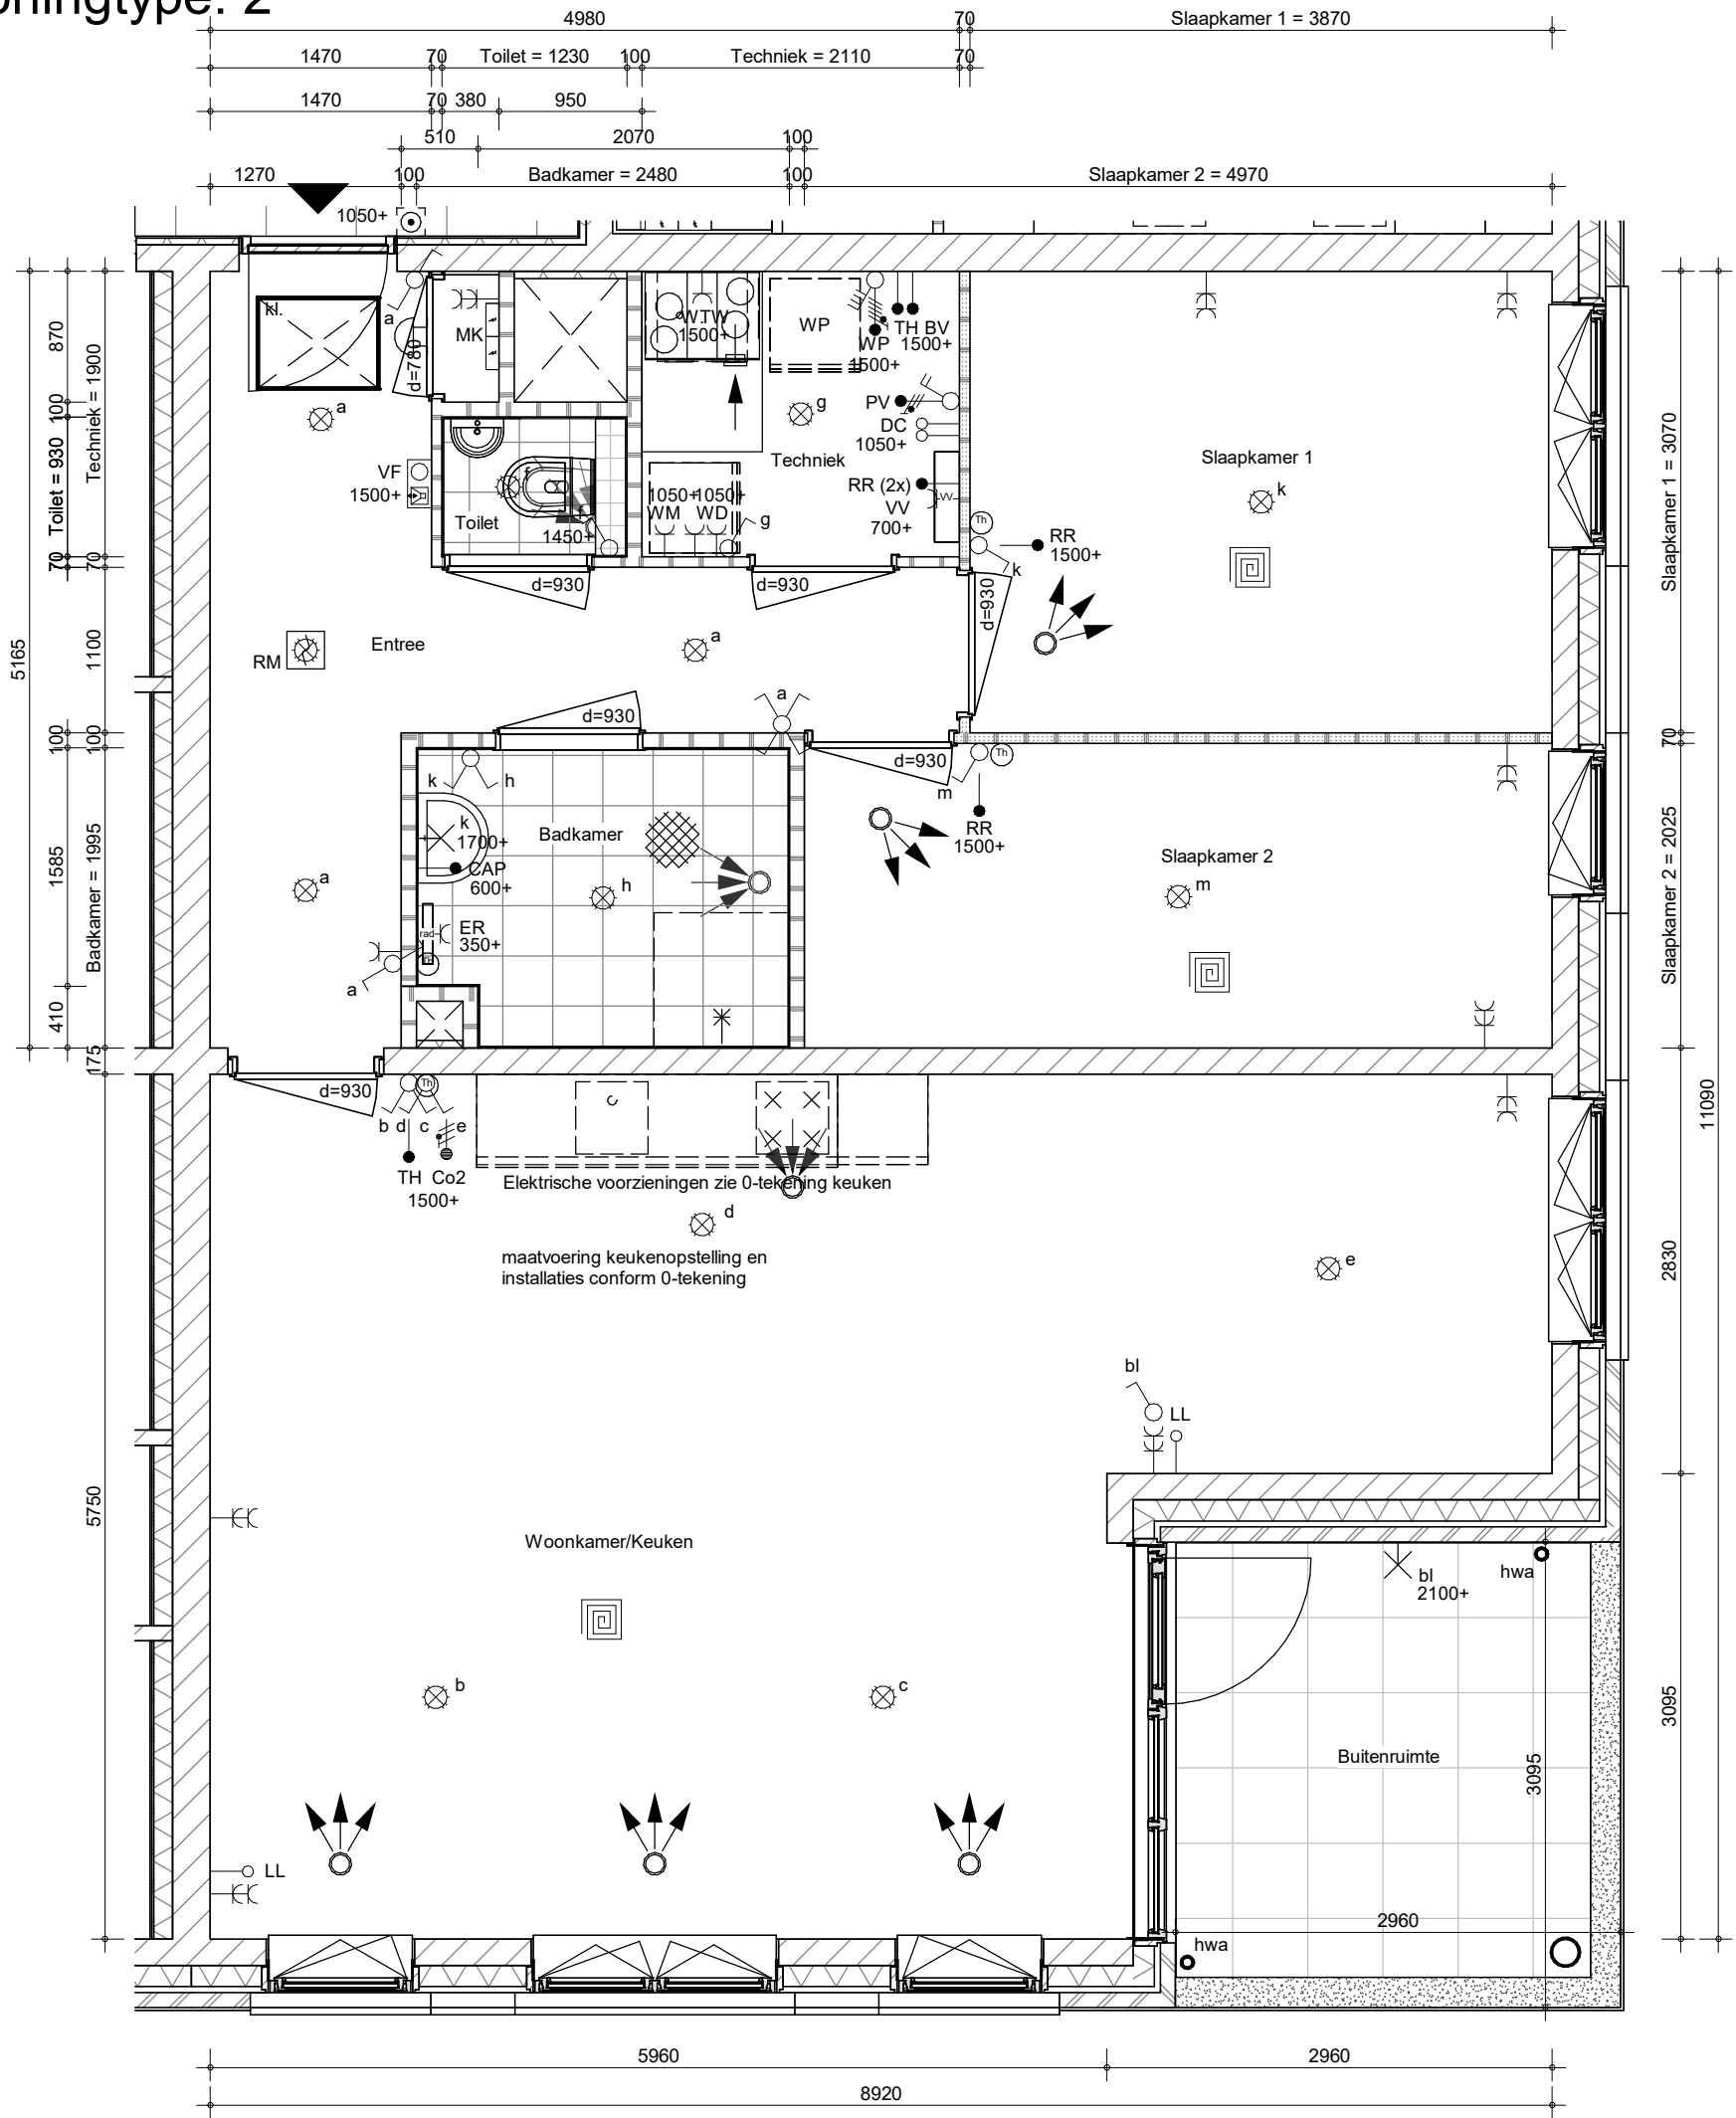 oningtype: 2
4980
70
Slaapkamer 1 = 3870
1470
70
Toilet = 1230
100
Techniek = 2110
70
1470
70
380
950
510
2070
100
1270
100
Badkamer = 2480
100
Slaapkamer 2 = 4970
1050+
kl.
a
MK
d=780
WTW
1500+
WP
WP
1500+
TH BV
1500+
a
g
PV
DC
1050+
Techniek
VF
1500+
RR (2x)
VV
700+
W
1050+
1050+
WM
WD
g
f
f
Toilet
1450+
Slaapkamer 1
k
Th
RR
1500+
k
d=930
d=930
d=930
RM
Entree
a
a
d=930
d=930
Th
m
RR
1500+
k
h
k
1700+
CAP
600+
Badkamer
h
ER
350+
rad
Th
a
a
Slaapkamer 2
m
d=930
Th
b
d
c
e
TH
Co2
1500+
Elektrische voorzieningen zie 0-tekening keuken
d
maatvoering keukenopstelling en
installaties conform 0-tekening
e
bl
LL
Woonkamer/Keuken
bl
2100+
hwa
b
c
Buitenruimte
3095
LL
2960
hwa
5960
2960
8920
5165
870
100
Toilet = 930
70
100
1585
410
Techniek = 1900
70
1100
100
Badkamer = 1995
175
5750
Slaapkamer 1 = 3070
70
Slaapkamer 2 = 2025
2830
3095
11090